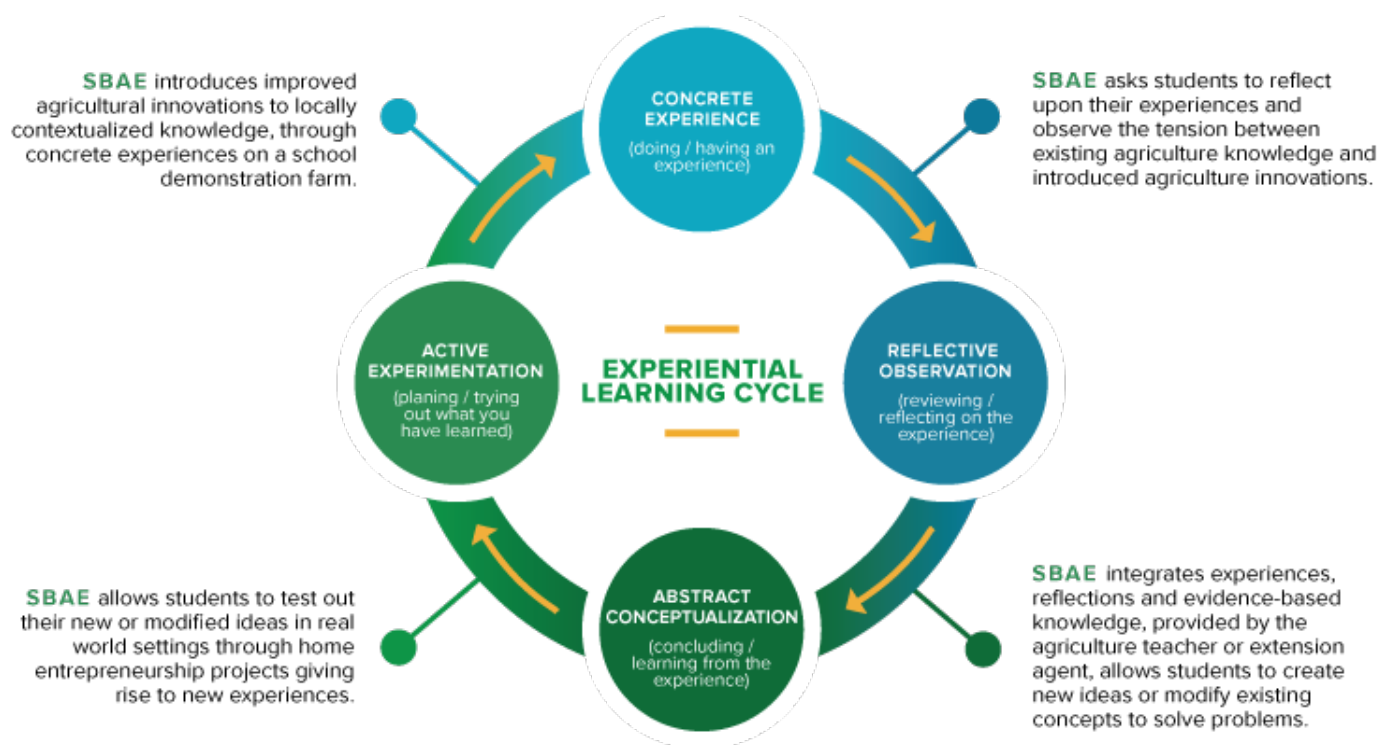 SBAE introduces improved
agricultural innovations to locally
contextualized knowledge, through
concrete experiences on a school
demonstration farm.
CONCRETE
EXPERIENCE
(doing / having an
experience)
SBAE asks students to reflect
upon their experiences and
observe the tension between
existing agriculture knowledge and
introduced agriculture innovations.
ACTIVE
EXPERIMENTATION
(planing / trying
out what you
have learned)
EXPERIENTIAL
LEARNING CYCLE
REFLECTIVE
OBSERVATION
(reviewing /
reflecting on the
experience)
SBAE allows students to test out
their new or modified ideas in real
world settings through home
entrepreneurship projects giving
rise to new experiences.
ABSTRACT
CONCEPTUALIZATION
(concluding /
learning from the
experience)
SBAE integrates experiences,
reflections and evidence-based
knowledge, provided by the
agriculture teacher or extension
agent, allows students to create
new ideas or modify existing
concepts to solve problems.